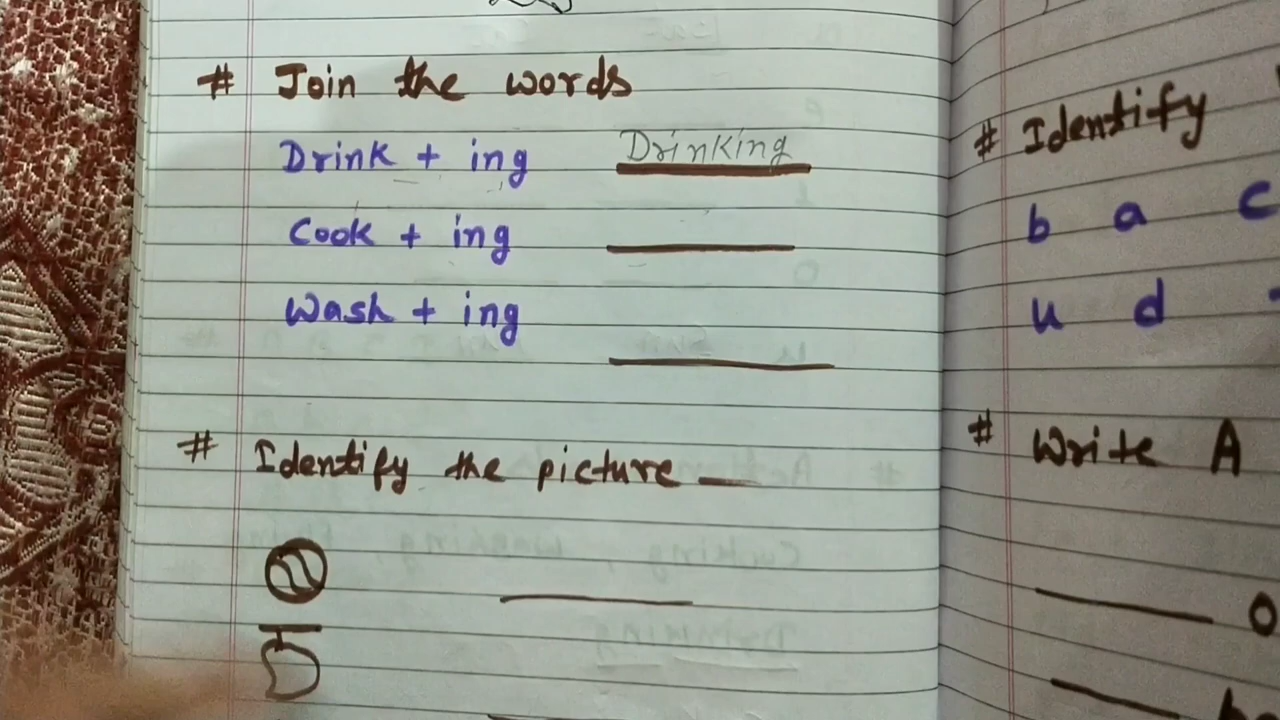 # Join the words
Drink + ing Drinking
Cook + ing
Wash + ing
# Identify the picture
# Identify
b a c
u d
# Write A